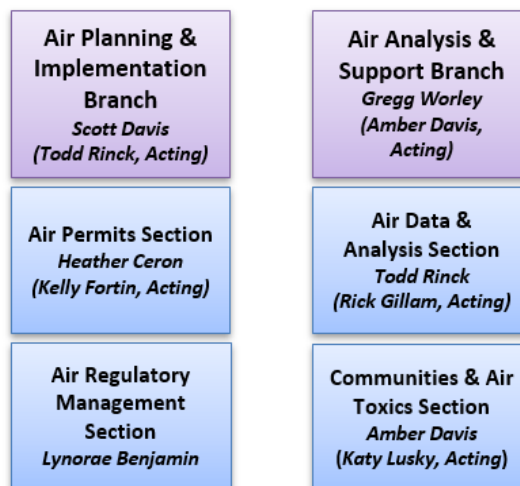 Air Planning &
Implementation
Branch
Scott Davis
(Todd Rinck, Acting)
Air Analysis &
Support Branch
Gregg Worley
(Amber Davis,
Acting)
Air Permits Section
Heather Ceron
(Kelly Fortin, Acting)
Air Data &
Analysis Section
Todd Rinck
(Rick Gillam, Acting)
Air Regulatory
Management
Section
Lynorae Benjamin
Communities & Air
Toxics Section
Amber Davis
(Katy Lusky, Acting)